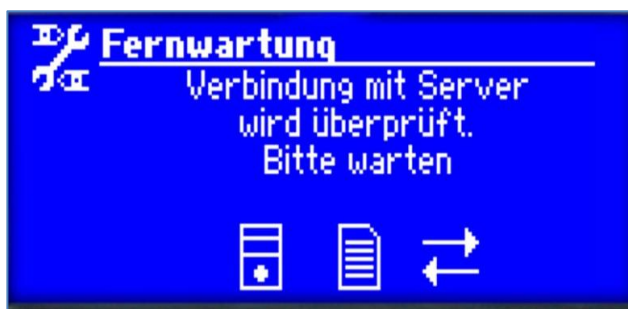 Fernwartung
Verbindung mit Server
wird überprüft.
Bitte warten